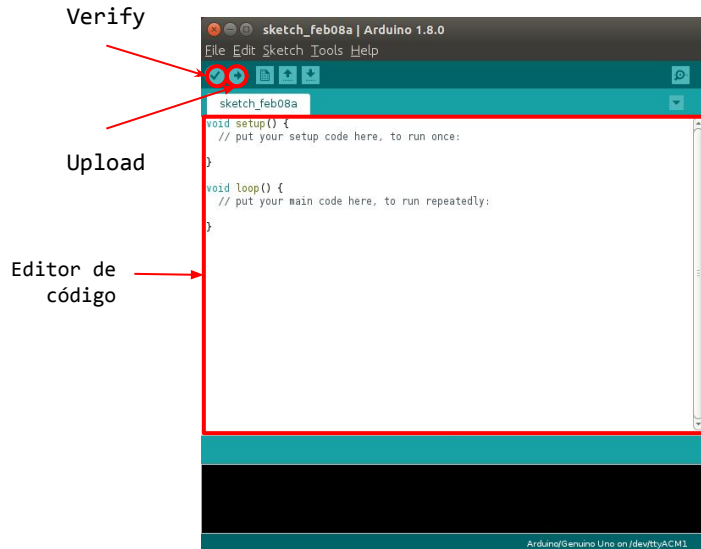 Verify
sketch_feb08a | Arduino 1.8.0
File Edit Sketch Tools Help
sketch_feb08a
void setup() {
// put your setup code here, to run once:
}
Upload
void loop() {
// put your main code here, to run repeatedly:
}
Editor de
código
Arduino/Genuino Uno on /dev/ttyACM1